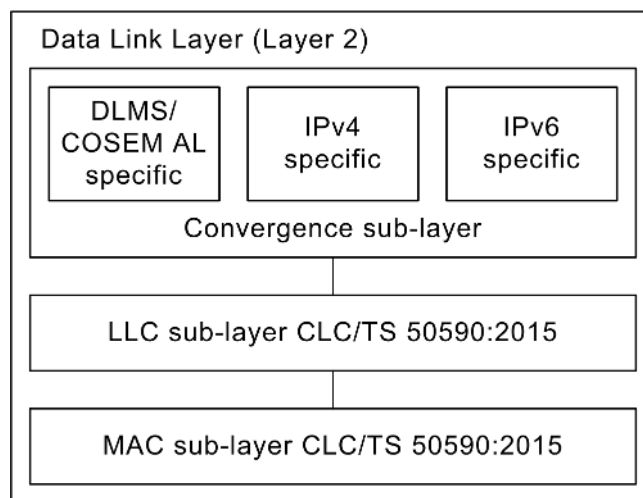 Data Link Layer (Layer 2)
DLMS/
COSEM AL
specific
IPv4
specific
IPv6
specific
Convergence sub-layer
LLC sub-layer CLC/TS 50590:2015
MAC sub-layer CLC/TS 50590:2015